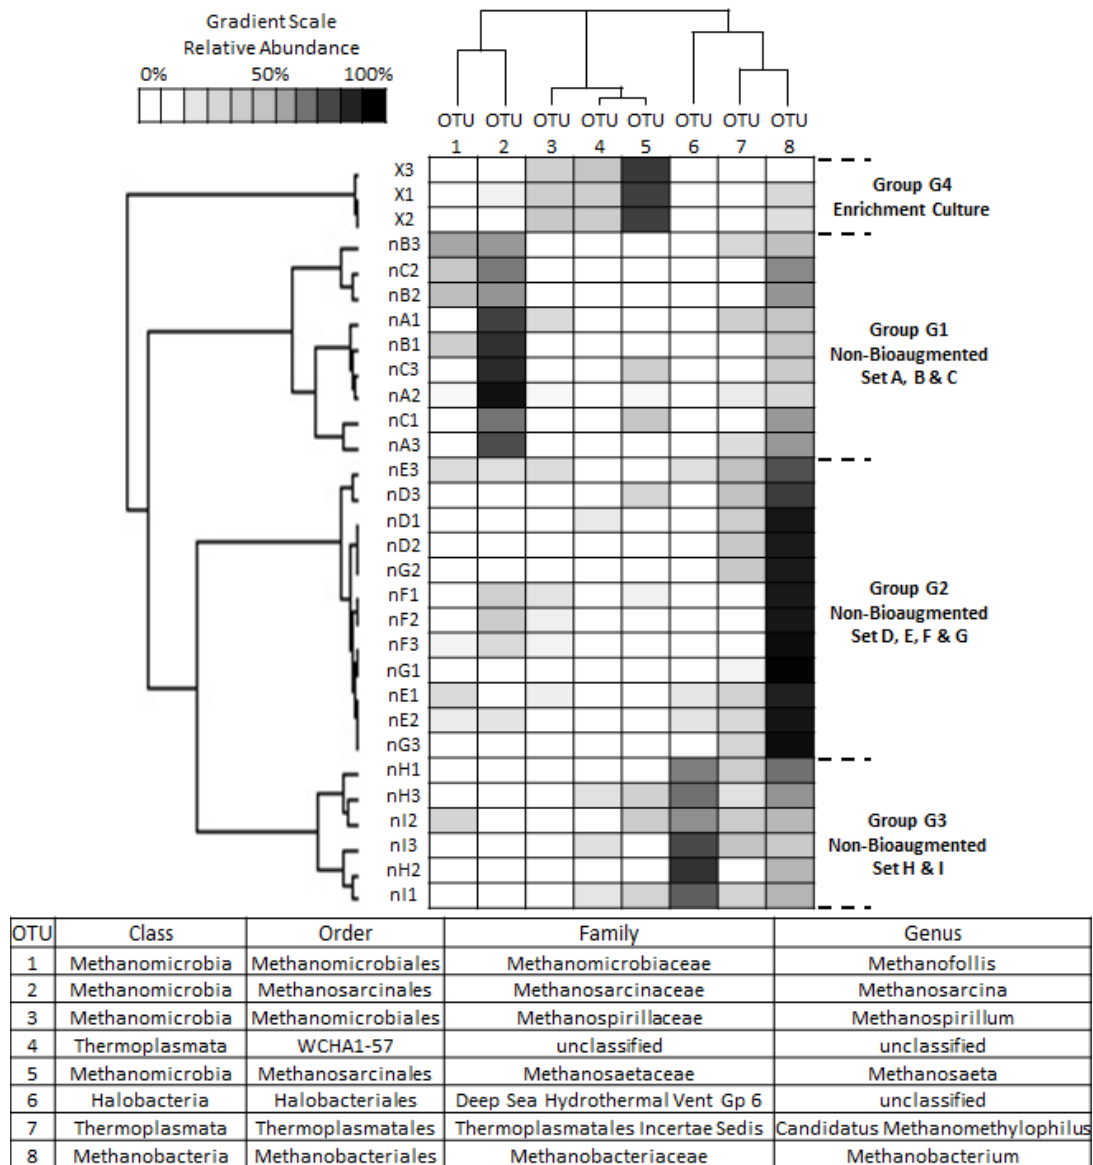 Gradient Scale
Relative Abundance
0% 50% 100%
OTU OTU OTU OTU OTU OTU OTU OTU
1 2 3 4 5 6 7 8
X3
X1
X2
Group G4
Enrichment Culture
nB3
nC2
nB2
nA1
nB1
nC3
nA2
nC1
nA3
Group G1
Non-Bioaugmented
Set A, B & C
nE3
nD3
nD1
nD2
nG2
nF1
nF2
nF3
nG1
nE1
nE2
nG3
Group G2
Non-Bioaugmented
Set D, E, F & G
nH1
nH3
nI2
nI3
nH2
nI1
Group G3
Non-Bioaugmented
Set H & I
OTU Class Order Family Genus
1 Methanomicrobia Methanomicrobiales Methanomicrobiaceae Methanofollis
2 Methanomicrobia Methanosarcinales Methanosarcinaceae Methanosarcina
3 Methanomicrobia Methanomicrobiales Methanospirillaceae Methanospirillum
4 Thermoplasmata WCHA1-57 unclassified unclassified
5 Methanomicrobia Methanosarcinales Methanosaetaceae Methanosaeta
6 Halobacteria Halobacteriales Deep Sea Hydrothermal Vent Gp 6 unclassified
7 Thermoplasmata Thermoplasmatales Thermoplasmatales Incertae Sedis Candidatus Methanomethylophilus
8 Methanobacteria Methanobacteriales Methanobacteriaceae Methanobacterium